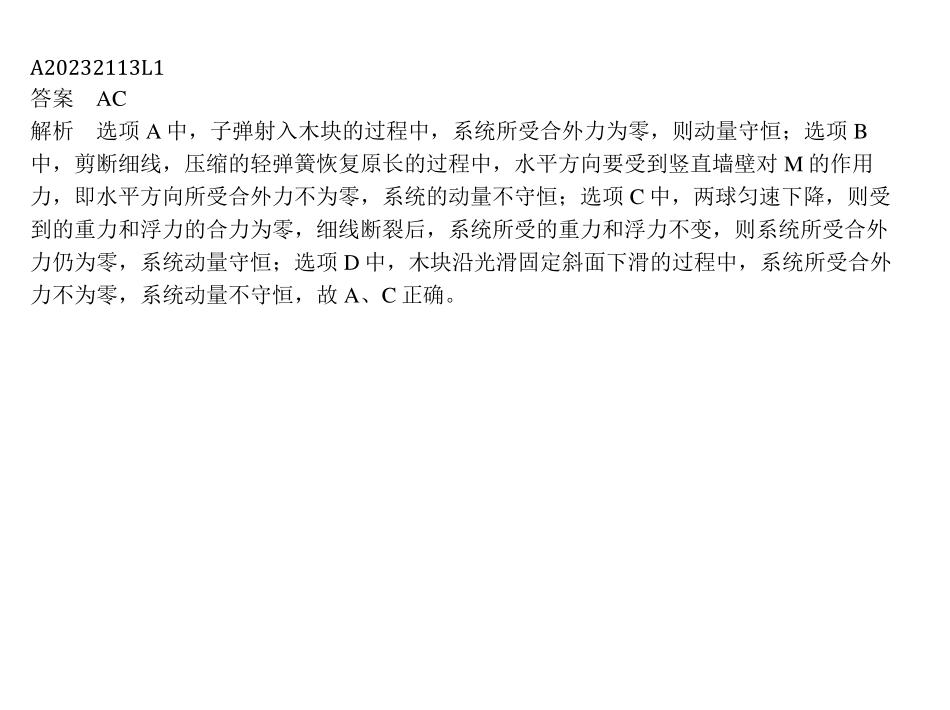 A20232113L1
答案 AC
解析 选项 A 中，子弹射入木块的过程中，系统所受合外力为零，则动量守恒；选项 B
中，剪断细线，压缩的轻弹簧恢复原长的过程中，水平方向要受到竖直墙壁对 M 的作用
力，即水平方向所受合外力不为零，系统的动量不守恒；选项 C 中，两球匀速下降，则受
到的重力和浮力的合力为零，细线断裂后，系统所受的重力和浮力不变，则系统所受合外
力仍为零，系统动量守恒；选项 D 中，木块沿光滑固定斜面下滑的过程中，系统所受合外
力不为零，系统动量不守恒，故 A、C 正确。